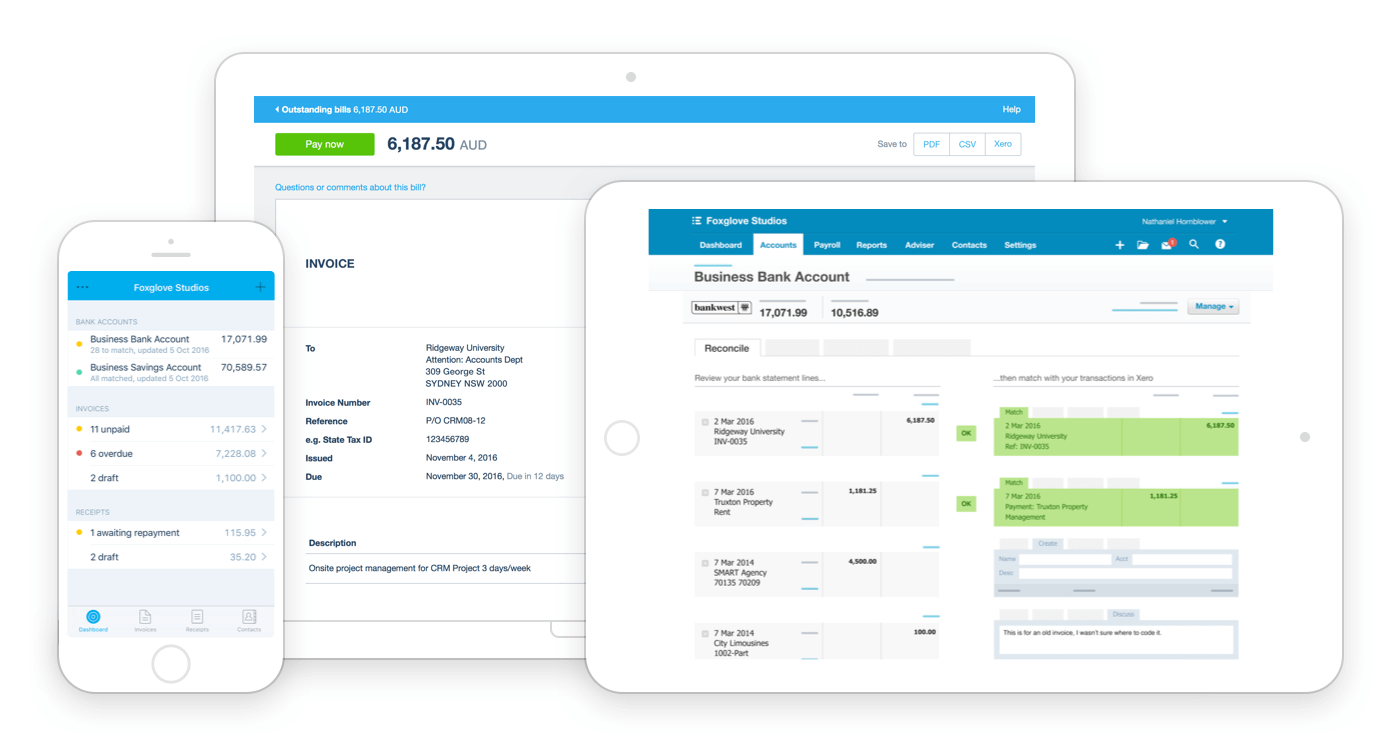 Outstanding bills 6,187.50 AUD
Help
Pay now
6,187.50 AUD
Save to
PDF
CSV
Xero
Questions or comments about this bill?
INVOICE
To
Ridgeway University
Attention: Accounts Dept
309 George St
SYDNEY NSW 2000
Invoice Number
INV-0035
Reference
P/O CRM08-12
e.g. State Tax ID
123456789
Issued
November 4, 2016
Due
November 30, 2016, Due in 12 days
Description
Onsite project management for CRM Project 3 days/week
Foxglove Studios
BANK ACCOUNTS
Business Bank Account 17,071.99
28 to match, updated 5 Oct 2016
Business Savings Account 70,589.57
All matched, updated 5 Oct 2016
INVOICES
11 unpaid 11,417.63
6 overdue 7,228.08
2 draft 1,100.00
RECEIPTS
1 awaiting repayment 115.95
2 draft 35.20
Dashboard
Invoices
Receipts
Contacts
Foxglove Studios
Nathaniel Hornblower
Dashboard
Accounts
Payroll
Reports
Adviser
Contacts
Settings
Business Bank Account
bankwest
17,071.99
10,516.89
Manage
Reconcile
Review your bank statement lines...
...then match with your transactions in Xero
2 Mar 2016
Ridgeway University
INV-0035
6,187.50
OK
Match
2 Mar 2016
Ridgeway University
Ref: INV-0035
6,187.50
7 Mar 2016
Truxton Property
Rent
1,181.25
OK
Match
7 Mar 2016
Payment: Truxton Property
Management
1,181.25
7 Mar 2014
SMART Agency
70135 70209
4,500.00
Create
Name
Acct
Desc
7 Mar 2014
City Limousines
1002-Part
100.00
Discuss
This is for an old invoice, I wasn't sure where to code it.